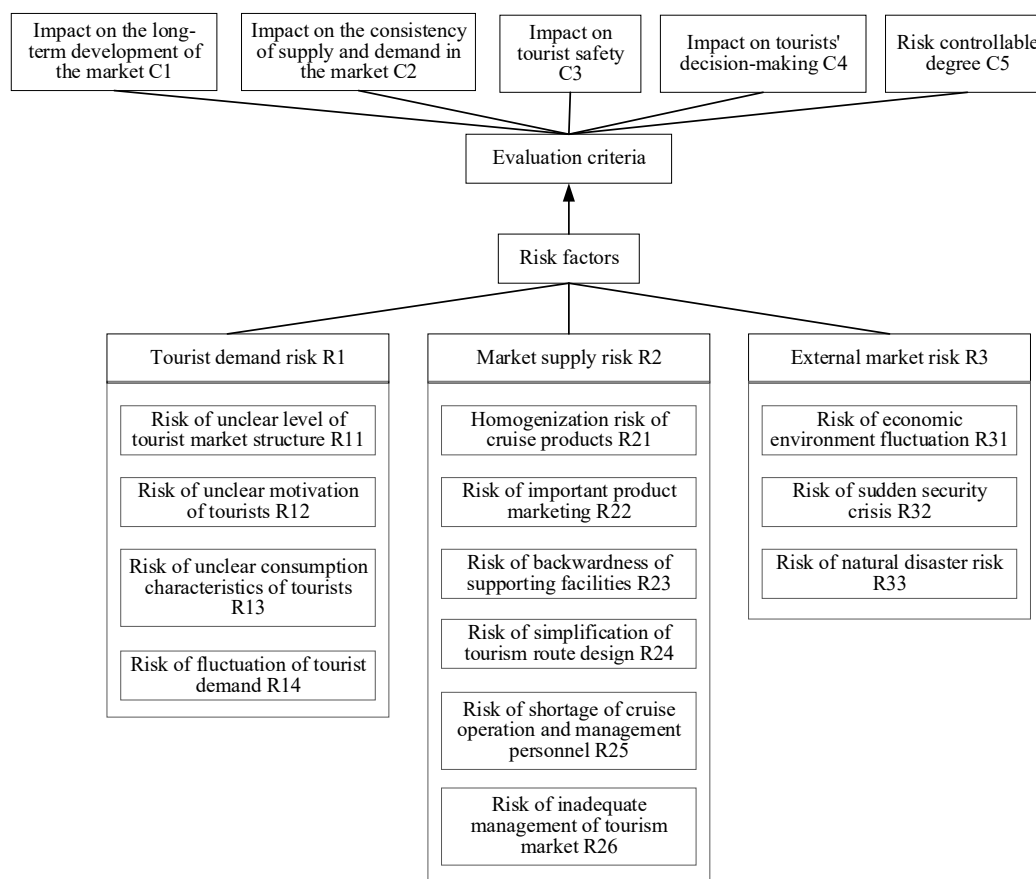 Impact on the long-
term development of
the market C1
Impact on the consistency
of supply and demand in
the market C2
Impact on
tourist safety
C3
Impact on tourists'
decision-making C4
Risk controllable
degree C5
Evaluation criteria
Risk factors
Tourist demand risk R1
Risk of unclear level of
tourist market structure R11
Risk of unclear motivation
of tourists R12
Risk of unclear consumption
characteristics of tourists
R13
Risk of fluctuation of tourist
demand R14
Market supply risk R2
Homogenization risk of
cruise products R21
Risk of important product
marketing R22
Risk of backwardness of
supporting facilities R23
Risk of simplification of
tourism route design R24
Risk of shortage of cruise
operation and management
personnel R25
Risk of inadequate
management of tourism
market R26
External market risk R3
Risk of economic
environment fluctuation R31
Risk of sudden security
crisis R32
Risk of natural disaster risk
R33